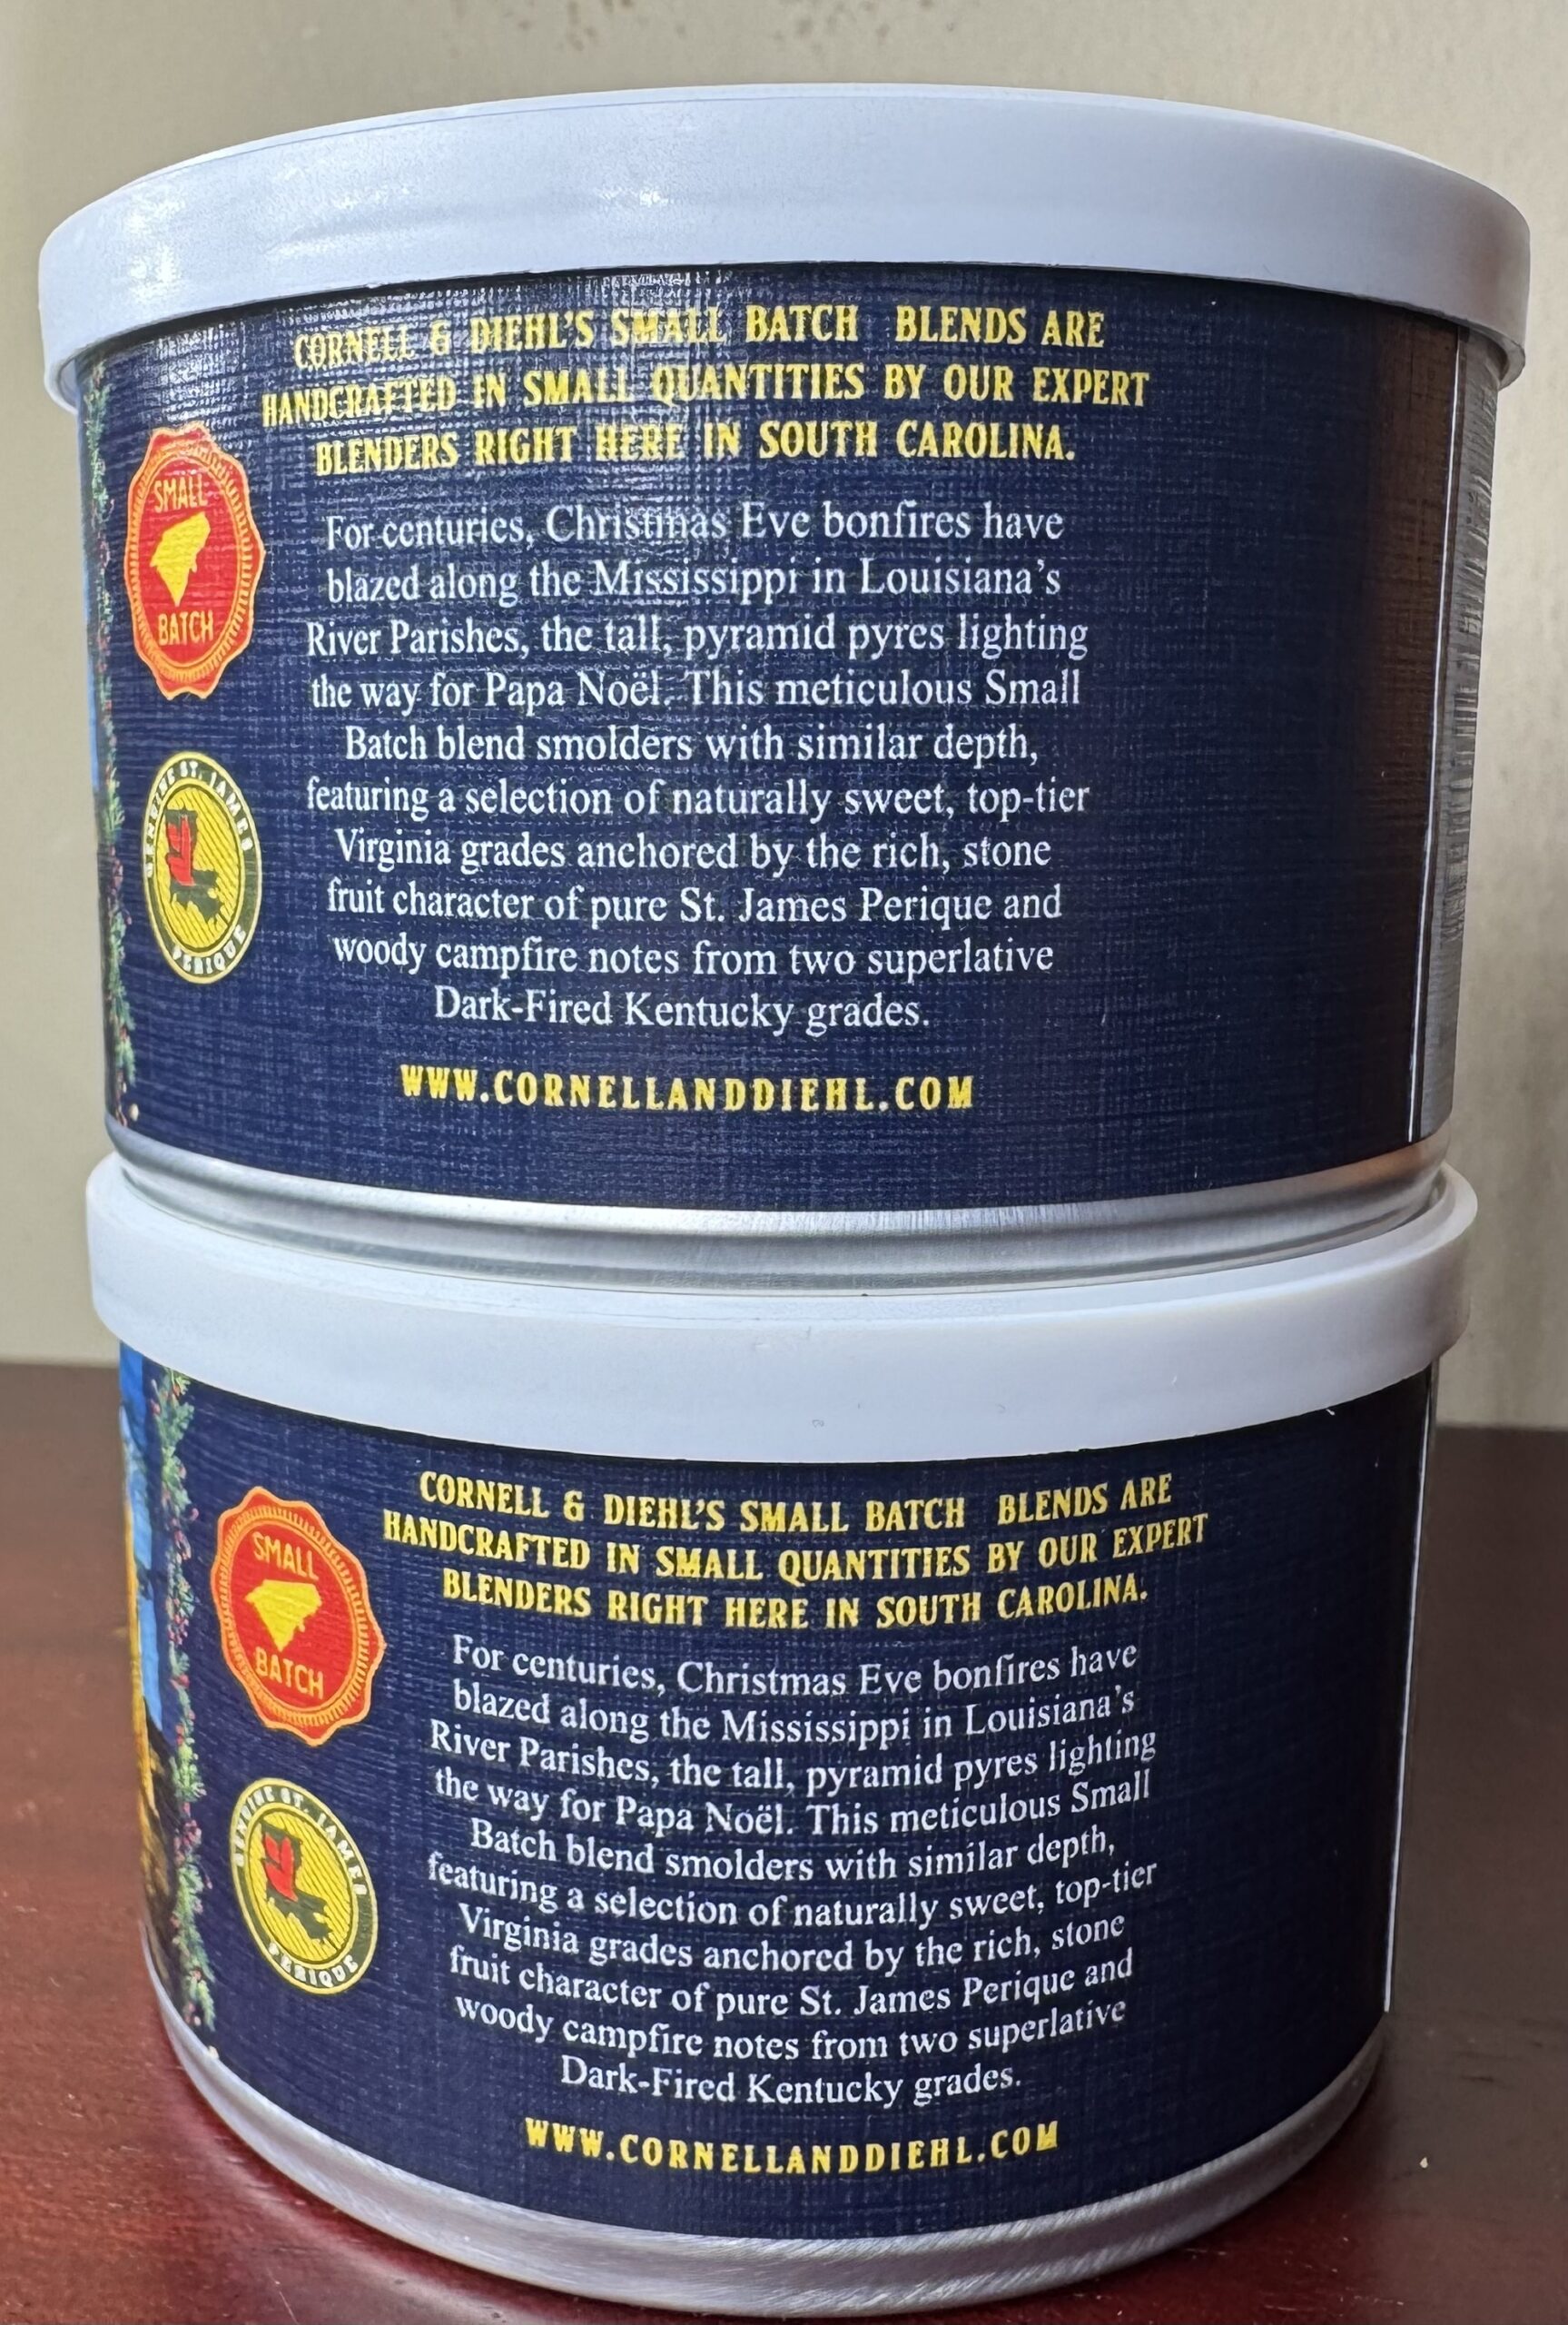 CORNELL & DIEHL'S SMALL BATCH BLENDS ARE
HANDCRAFTED IN SMALL QUANTITIES BY OUR EXPERT
BLENDERS RIGHT HERE IN SOUTH CAROLINA.
SMALL
BATCH
For centuries, Christmas Eve bonfires have
blazed along the Mississippi in Louisiana's
River Parishes, the tall, pyramid pyres lighting
the way for Papa Noël. This meticulous Small
Batch blend smolders with similar depth,
featuring a selection of naturally sweet, top-tier
Virginia grades anchored by the rich, stone
fruit character of pure St. James Perique and
woody campfire notes from two superlative
Dark-Fired Kentucky grades.
GENUINE ST. JAMES
PERIQUE
WWW.CORNELLANDDIEHL.COM
CORNELL & DIEHL'S SMALL BATCH BLENDS ARE
HANDCRAFTED IN SMALL QUANTITIES BY OUR EXPERT
BLENDERS RIGHT HERE IN SOUTH CAROLINA.
SMALL
BATCH
For centuries, Christmas Eve bonfires have
blazed along the Mississippi in Louisiana's
River Parishes, the tall, pyramid pyres lighting
the way for Papa Noël. This meticulous Small
Batch blend smolders with similar depth,
featuring a selection of naturally sweet, top-tier
Virginia grades anchored by the rich, stone
fruit character of pure St. James Perique and
woody campfire notes from two superlative
Dark-Fired Kentucky grades.
GENUINE ST. JAMES
PERIQUE
WWW.CORNELLANDDIEHL.COM